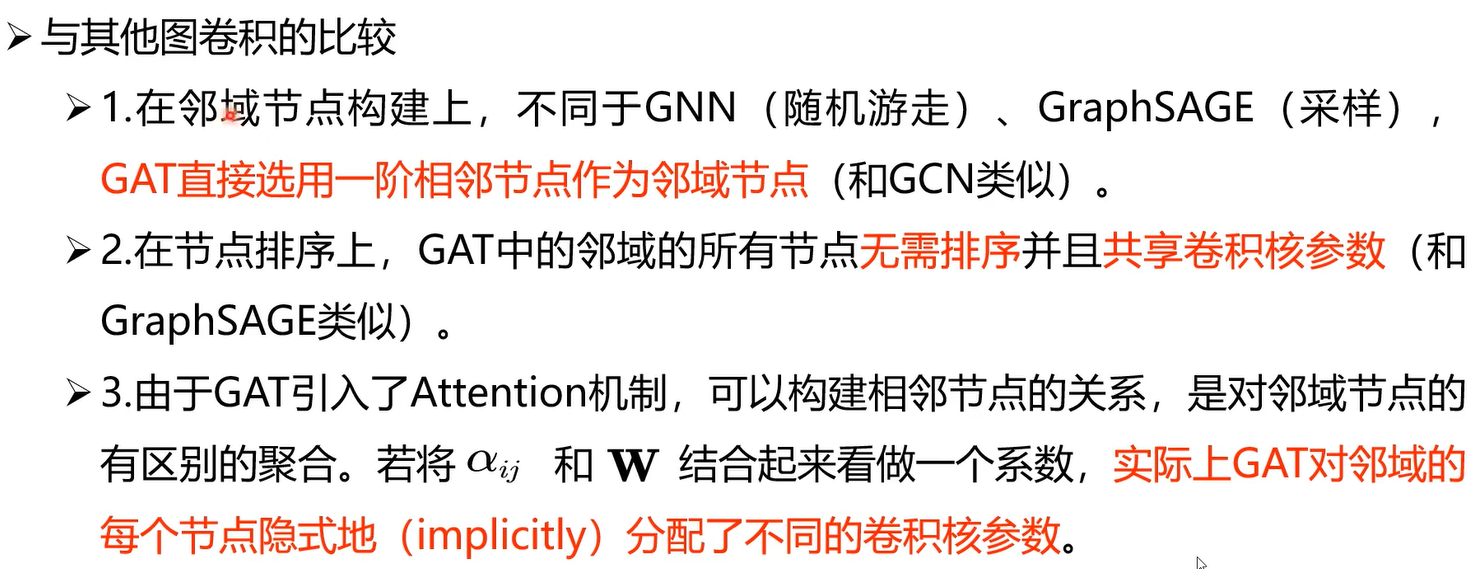 ➢与其他图卷积的比较
➢1.在邻域节点构建上，不同于GNN（随机游走）、GraphSAGE（采样），
GAT直接选用一阶相邻节点作为邻域节点（和GCN类似）。
➢2.在节点排序上，GAT中的邻域的所有节点无需排序并且共享卷积核参数（和
GraphSAGE类似）。
➢3.由于GAT引入了Attention机制，可以构建相邻节点的关系，是对邻域节点的
有区别的聚合。若将 αij 和 W 结合起来看做一个系数，实际上GAT对邻域的
每个节点隐式地（implicitly）分配了不同的卷积核参数。